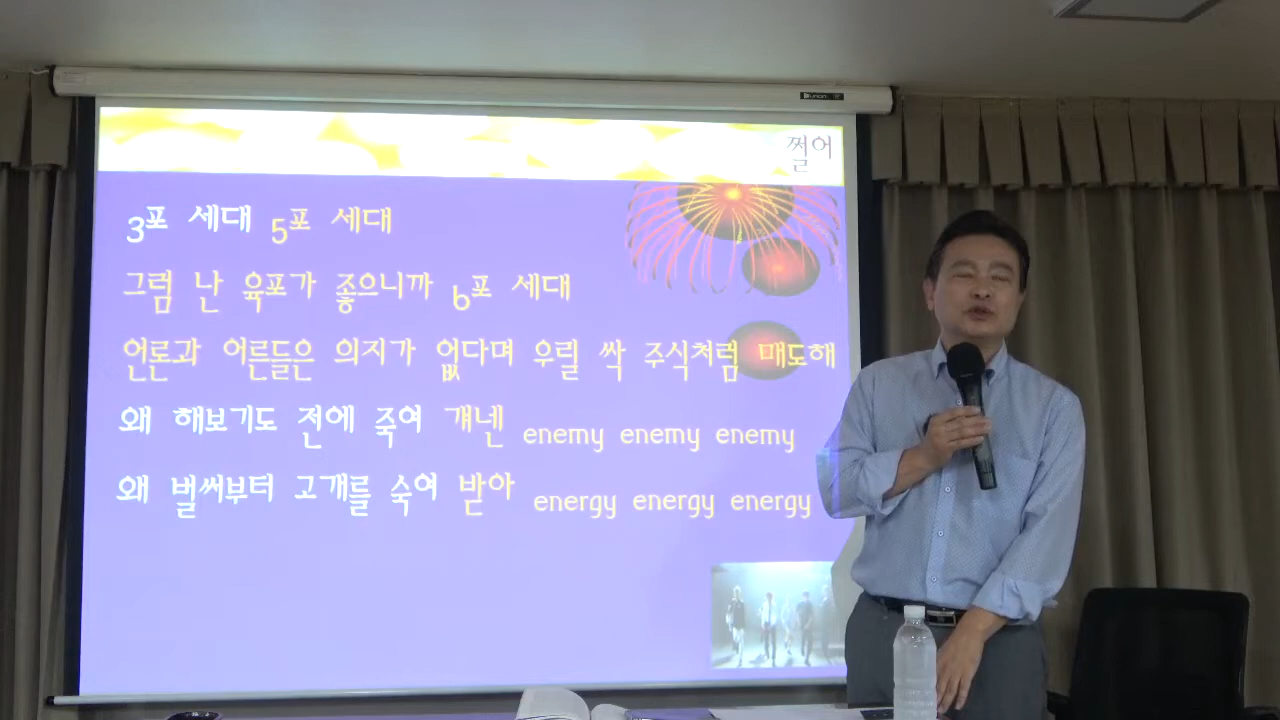 쩔어
3포 세대 5포 세대
그럼 난 육포가 좋으니까 6포 세대
언론과 어른들은 의지가 없다며 우릴 싹 주식처럼 매도해
왜 해보기도 전에 죽여 걔넨 enemy enemy enemy
왜 벌써부터 고개를 숙여 받아 energy energy energy